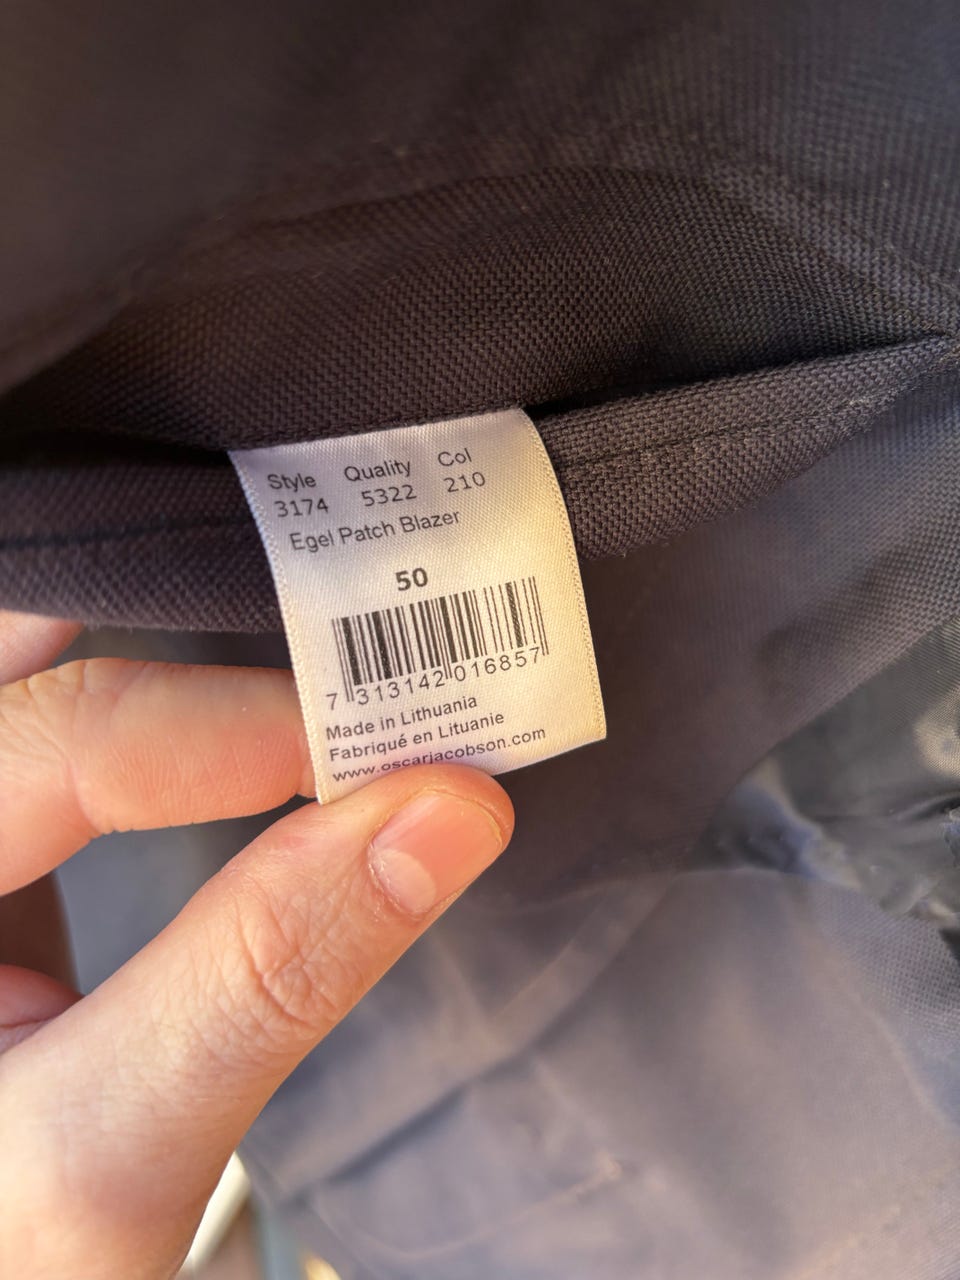 Style Quality Col
3174 5322 210
Egel Patch Blazer
50
7 313142 016857
Made in Lithuania
Fabriqué en Lituanie
www.oscarjacobson.com